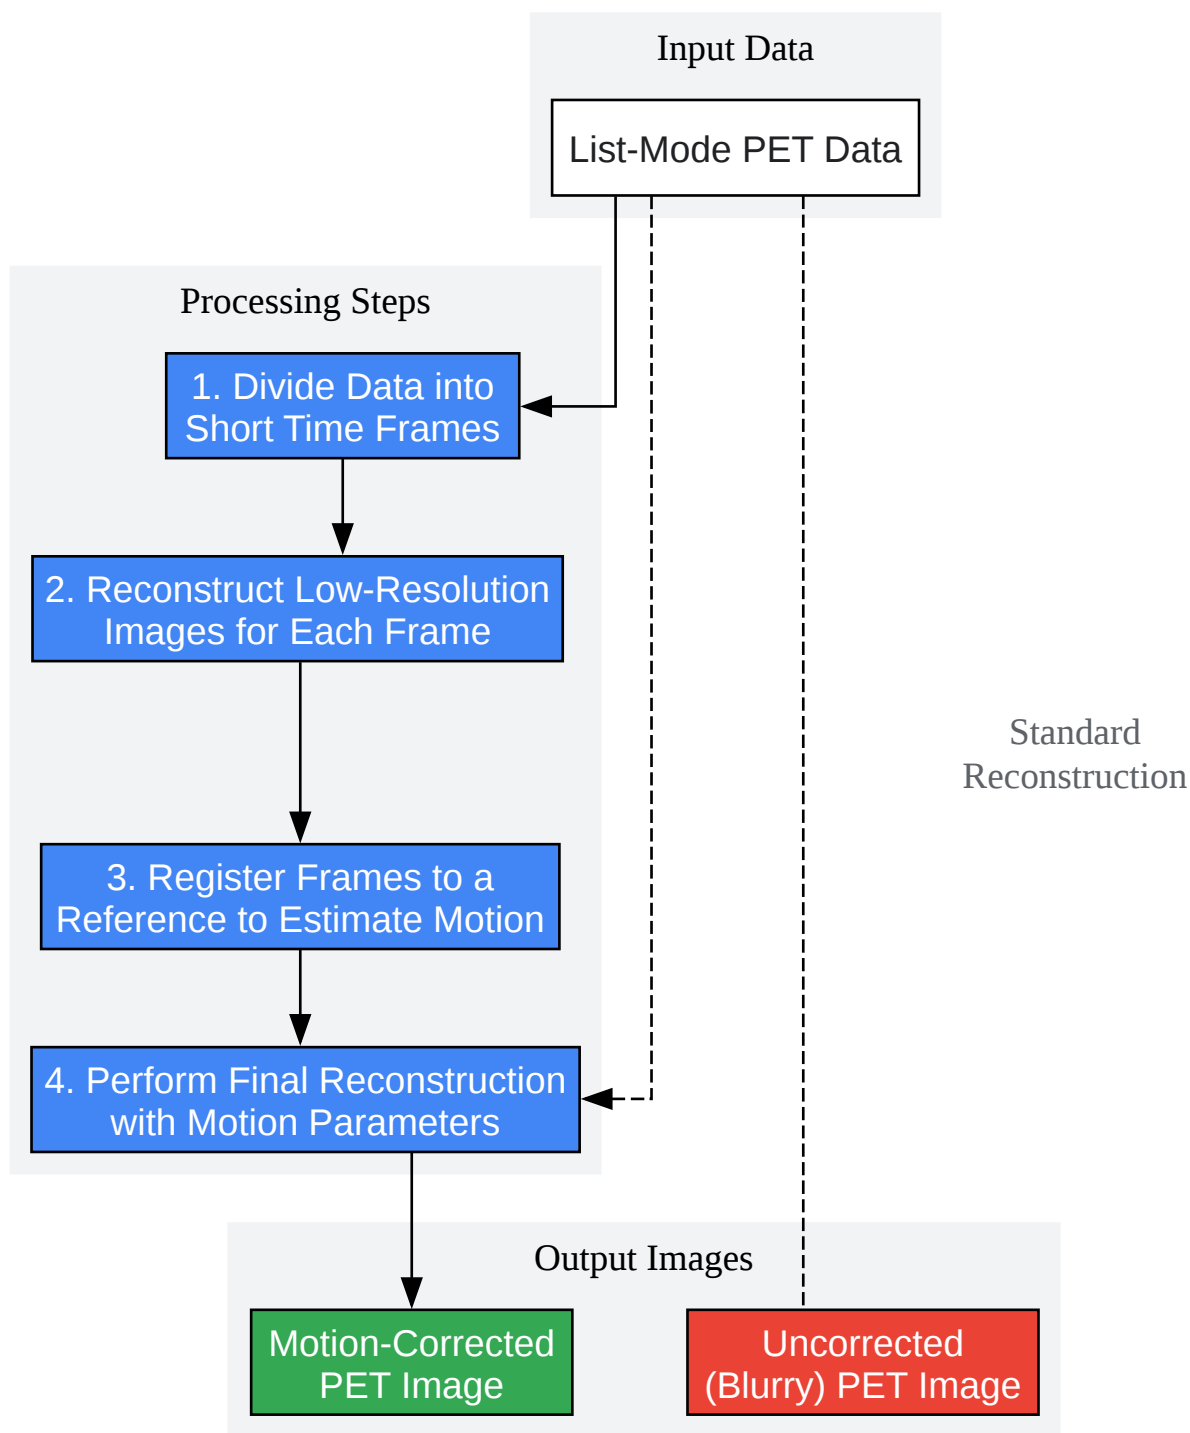 Input Data
List-Mode PET Data
Processing Steps
1. Divide Data into
Short Time Frames
2. Reconstruct Low-Resolution
Images for Each Frame
Standard
Reconstruction
3. Register Frames to a
Reference to Estimate Motion
4. Perform Final Reconstruction
with Motion Parameters
Output Images
Motion-Corrected
PET Image
Uncorrected
(Blurry) PET Image